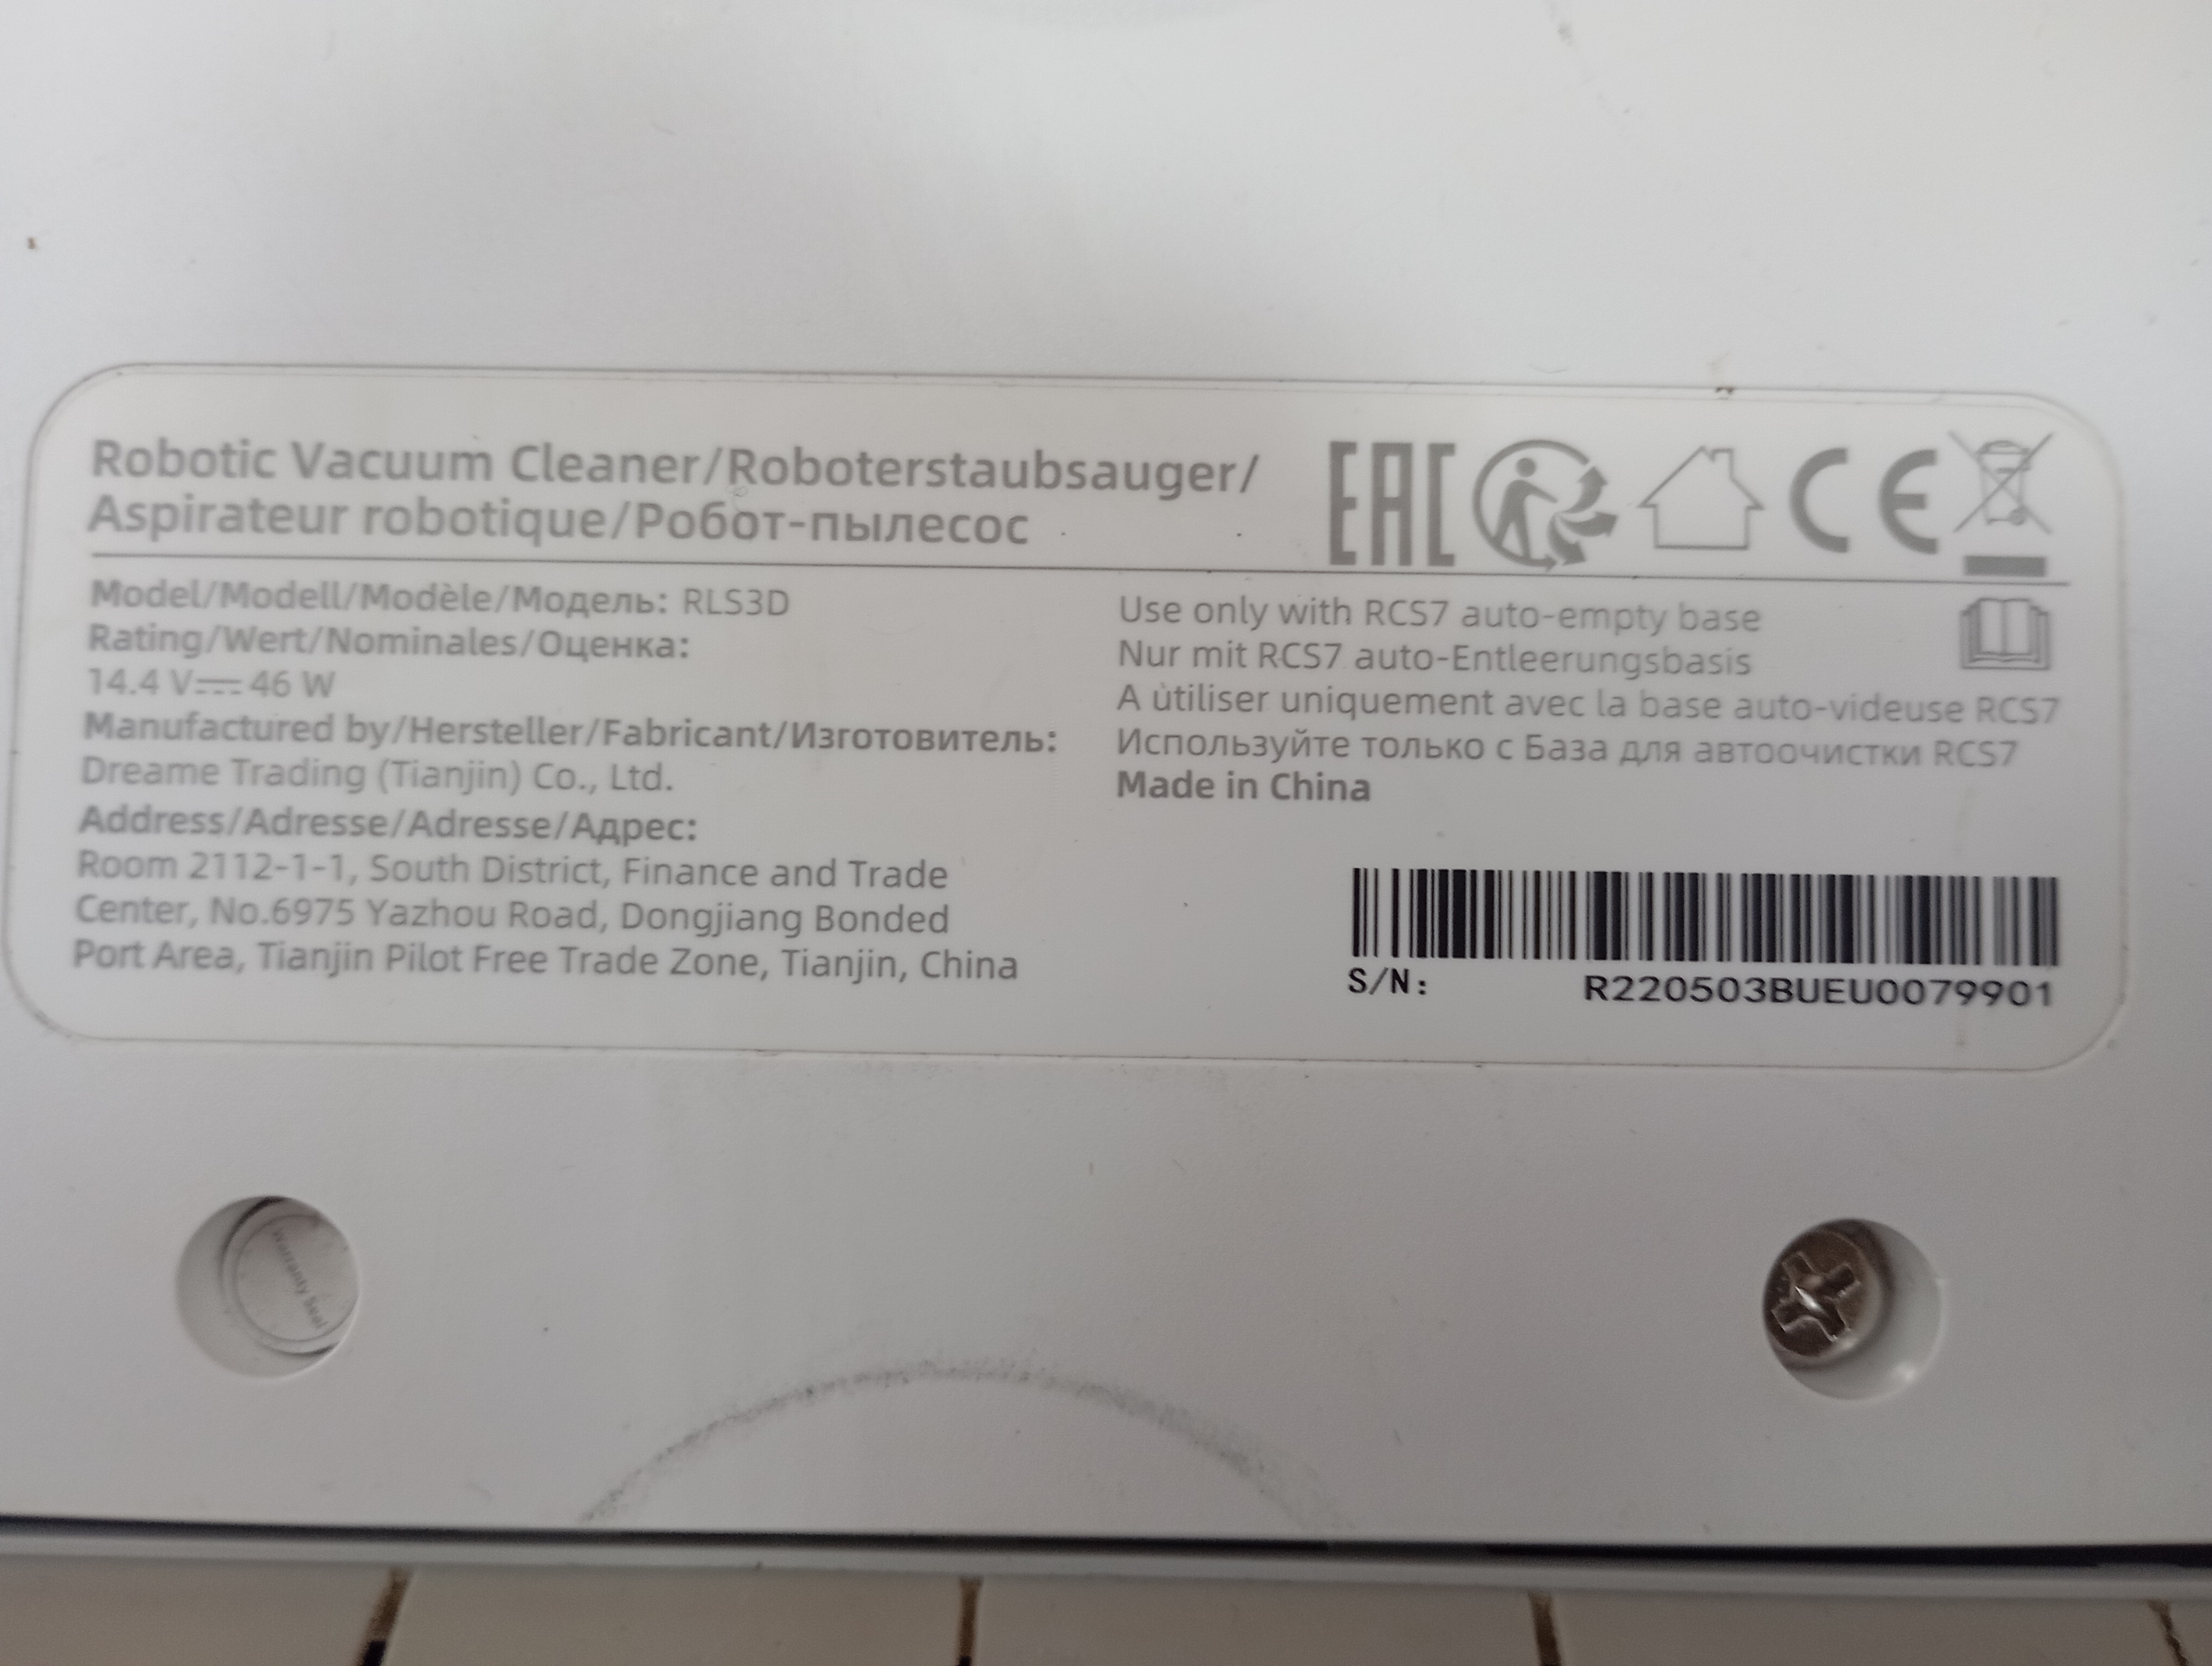 Robotic Vacuum Cleaner/Roboterstaubsauger/
Aspirateur robotique/Робот-пылесос
EAC
CE
Model/Modell/Modèle/Модель: RLS3D
Rating/Wert/Nominales/Оценка:
14.4 V⎓46 W
Manufactured by/Hersteller/Fabricant/Изготовитель:
Dreame Trading (Tianjin) Co., Ltd.
Address/Adresse/Adresse/Адрес:
Room 2112-1-1, South District, Finance and Trade
Center, No.6975 Yazhou Road, Dongjiang Bonded
Port Area, Tianjin Pilot Free Trade Zone, Tianjin, China
Use only with RCS7 auto-empty base
Nur mit RCS7 auto-Entleerungsbasis
A ùtiliser uniquement avec la base auto-videuse RCS7
Используйте только с База для автоочистки RCS7
Made in China
S/N: R220503BUEU0079901
Warranty Seal